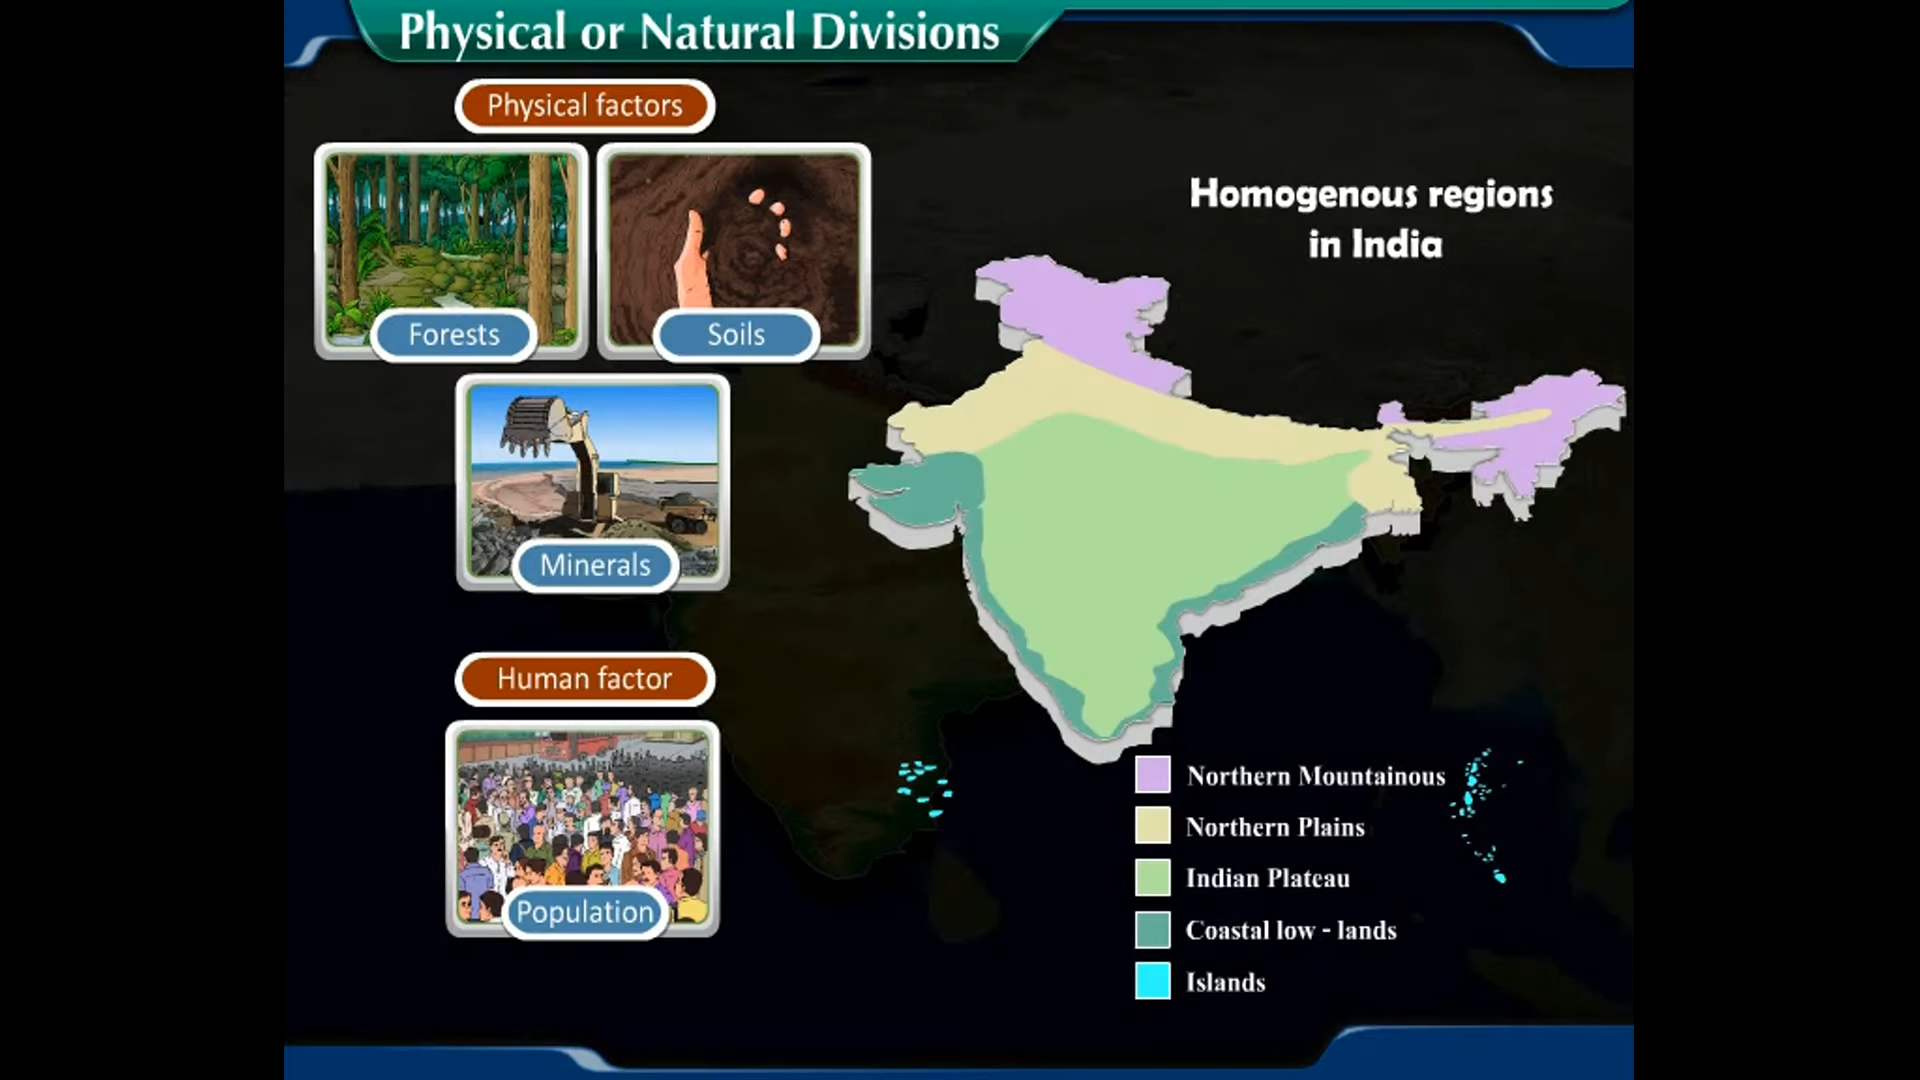 Physical or Natural Divisions
Physical factors
Forests
Soils
Minerals
Human factor
Population
Homogenous regions
in India
Northern Mountainous
Northern Plains
Indian Plateau
Coastal low - lands
Islands